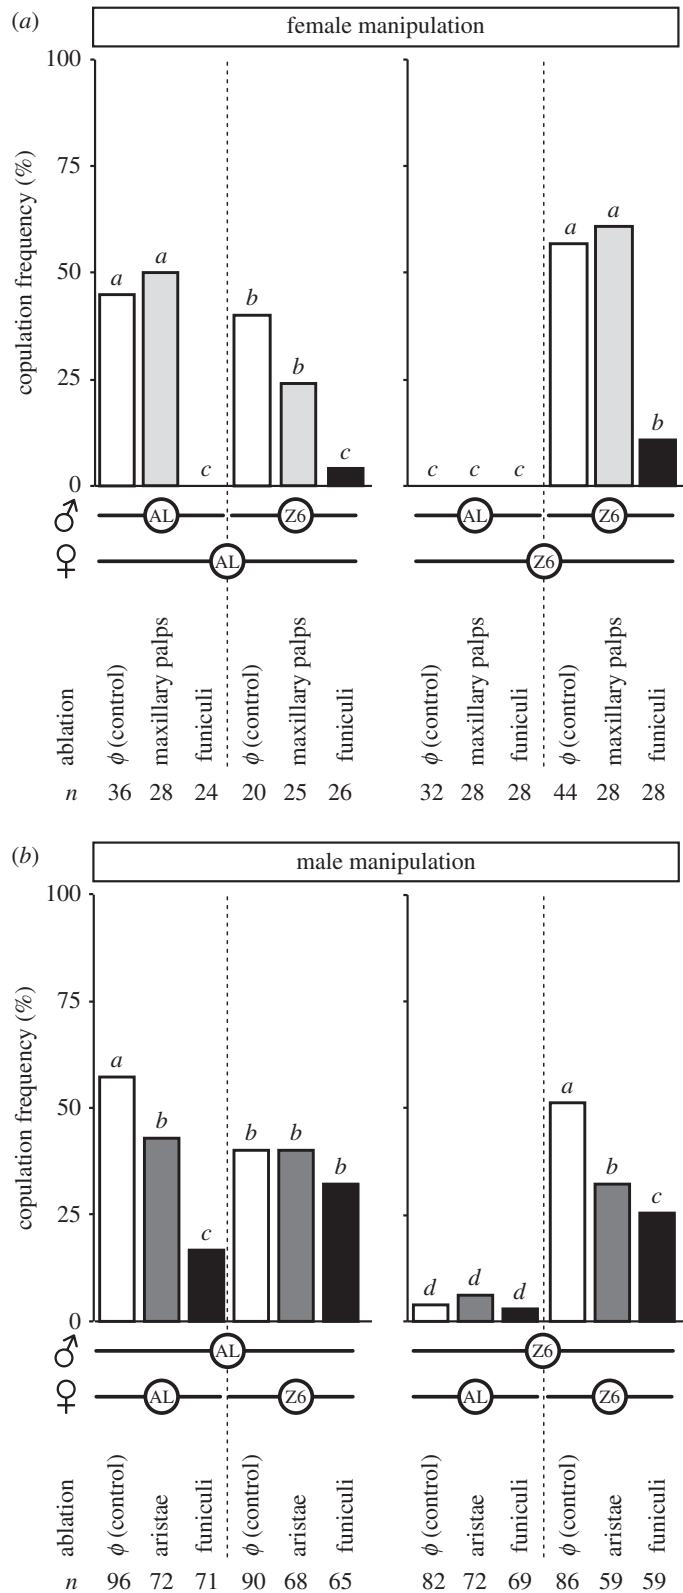 (a)
female manipulation
100
75
50
25
0
copulation frequency (%)
a a c b b c
c c c a a b
♂ AL Z6 AL Z6
♀ AL Z6
ablation ϕ (control) maxillary palps funiculi ϕ (control) maxillary palps funiculi ϕ (control) maxillary palps funiculi ϕ (control) maxillary palps funiculi
n 36 28 24 20 25 26 32 28 28 44 28 28
(b)
male manipulation
100
75
50
25
0
copulation frequency (%)
a b c b b b
d d d a b c
♂ AL Z6
♀ AL Z6 AL Z6
ablation ϕ (control) aristae funiculi ϕ (control) aristae funiculi ϕ (control) aristae funiculi ϕ (control) aristae funiculi
n 96 72 71 90 68 65 82 72 69 86 59 59